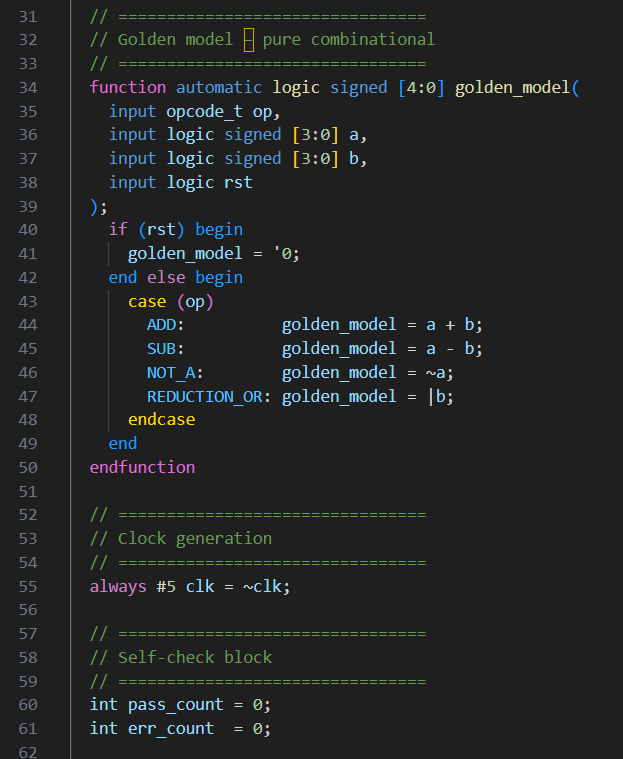 31 // ================================
32 // Golden model – pure combinational
33 // ================================
34 function automatic logic signed [4:0] golden_model(
35   input opcode_t op,
36   input logic signed [3:0] a,
37   input logic signed [3:0] b,
38   input logic rst
39 );
40   if (rst) begin
41     golden_model = '0;
42   end else begin
43     case (op)
44       ADD:          golden_model = a + b;
45       SUB:          golden_model = a - b;
46       NOT_A:        golden_model = ~a;
47       REDUCTION_OR: golden_model = |b;
48     endcase
49   end
50 endfunction
51
52 // ================================
53 // Clock generation
54 // ================================
55 always #5 clk = ~clk;
56
57 // ================================
58 // Self-check block
59 // ================================
60 int pass_count = 0;
61 int err_count  = 0;
62